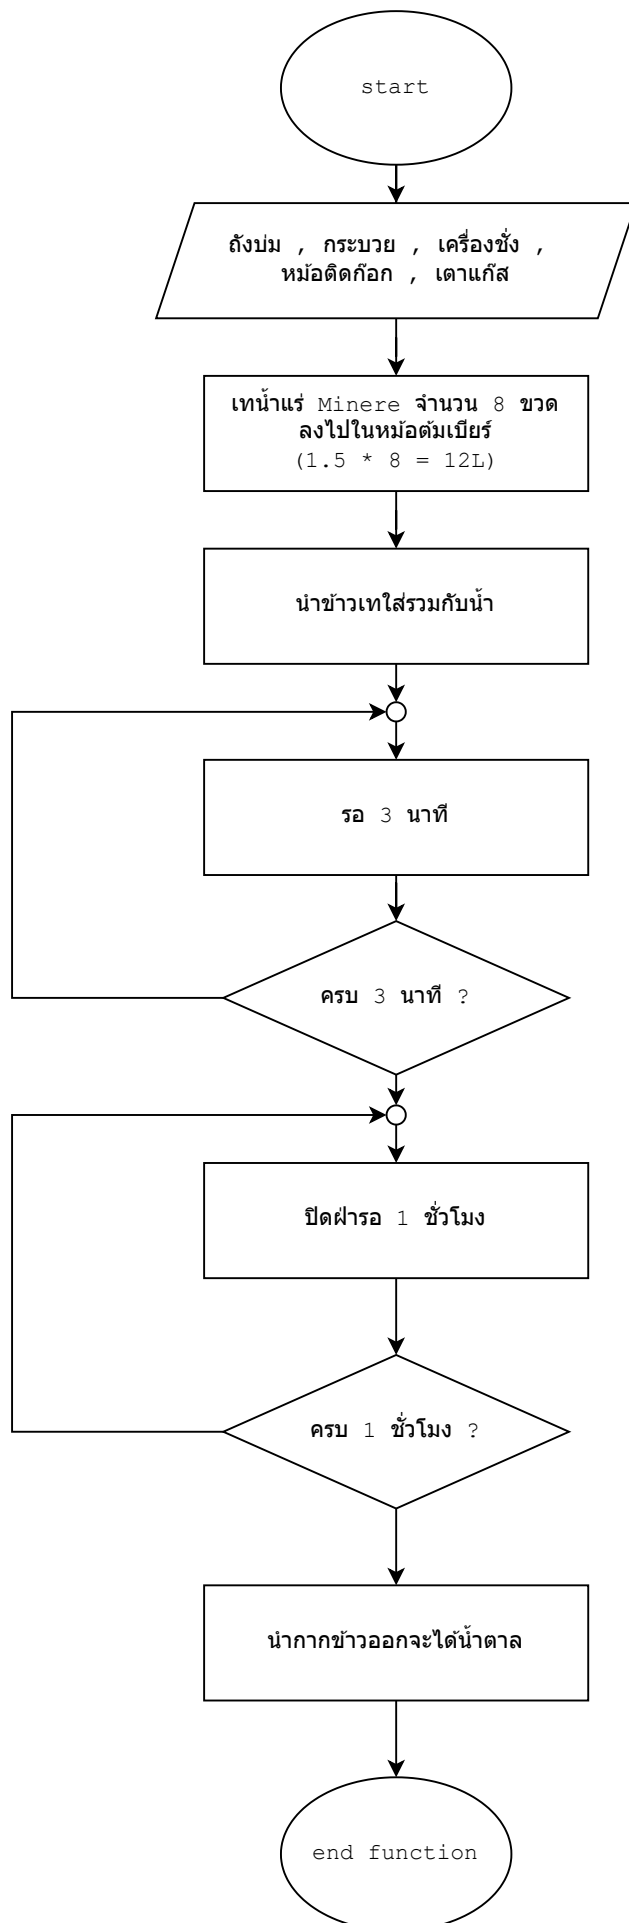 start
ถังบ่ม , กระบวย , เครื่องชั่ง ,
หม้อติดก๊อก , เตาแก๊ส
เทน้ำแร่ Minere จำนวน 8 ขวด
ลงไปในหม้อต้มเบียร์
(1.5 * 8 = 12L)
นำข้าวเทใส่รวมกับน้ำ
รอ 3 นาที
ครบ 3 นาที ?
ปิดฝารอ 1 ชั่วโมง
ครบ 1 ชั่วโมง ?
นำกากข้าวออกจะได้น้ำตาล
end function